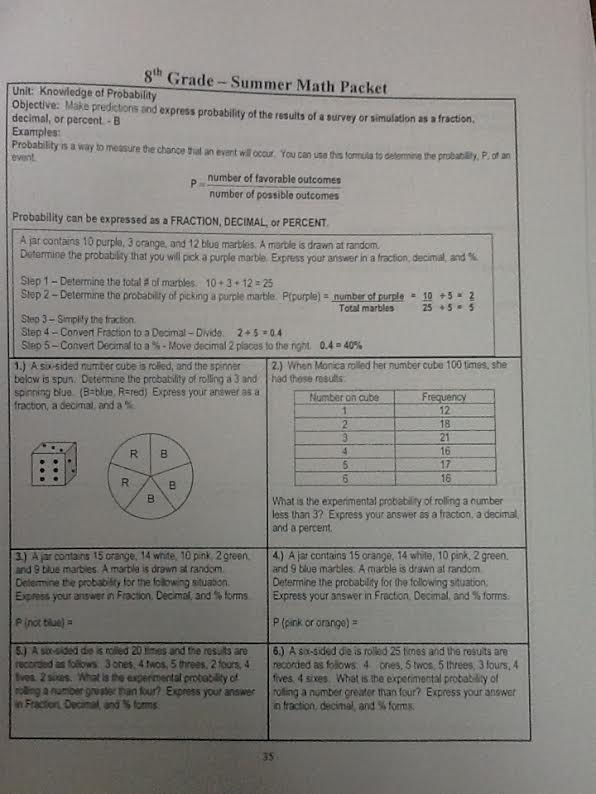 8th Grade – Summer Math Packet
Unit: Knowledge of Probability
Objective: Make predictions and express probability of the results of a survey or simulation as a fraction,
decimal, or percent. - B
Examples:
Probability is a way to measure the chance that an event will occur. You can use this formula to determine the probability, P, of an
event.
P = number of favorable outcomes
number of possible outcomes
Probability can be expressed as a FRACTION, DECIMAL, or PERCENT.
A jar contains 10 purple, 3 orange, and 12 blue marbles. A marble is drawn at random.
Determine the probability that you will pick a purple marble. Express your answer in a fraction, decimal, and %.
Step 1 – Determine the total # of marbles. 10 + 3 + 12 = 25
Step 2 – Determine the probability of picking a purple marble. P(purple) = number of purple = 10 ÷ 5 = 2
Total marbles 25 ÷ 5 = 5
Step 3 – Simplify the fraction.
Step 4 – Convert Fraction to a Decimal – Divide. 2 ÷ 5 = 0.4
Step 5 – Convert Decimal to a % - Move decimal 2 places to the right. 0.4 = 40%
1.) A six-sided number cube is rolled, and the spinner
below is spun. Determine the probability of rolling a 3 and
spinning blue. (B=blue, R=red) Express your answer as a
fraction, a decimal, and a %.
R B
R B
B
2.) When Monica rolled her number cube 100 times, she
had these results:
Number on cube Frequency
1 12
2 18
3 21
4 16
5 17
6 16
What is the experimental probability of rolling a number
less than 3? Express your answer as a fraction, a decimal,
and a percent.
3.) A jar contains 15 orange, 14 white, 10 pink, 2 green,
and 9 blue marbles. A marble is drawn at random.
Determine the probability for the following situation.
Express your answer in Fraction, Decimal, and % forms.
P (not blue) =
4.) A jar contains 15 orange, 14 white, 10 pink, 2 green,
and 9 blue marbles. A marble is drawn at random.
Determine the probability for the following situation.
Express your answer in Fraction, Decimal, and % forms.
P (pink or orange) =
5.) A six-sided die is rolled 20 times and the results are
recorded as follows: 3 ones, 4 twos, 5 threes, 2 fours, 4
fives, 2 sixes. What is the experimental probability of
rolling a number greater than four? Express your answer
in Fraction, Decimal, and % forms.
6.) A six-sided die is rolled 25 times and the results are
recorded as follows: 4 ones, 5 twos, 5 threes, 3 fours, 4
fives, 4 sixes. What is the experimental probability of
rolling a number greater than four? Express your answer
in fraction, decimal, and % forms.
35